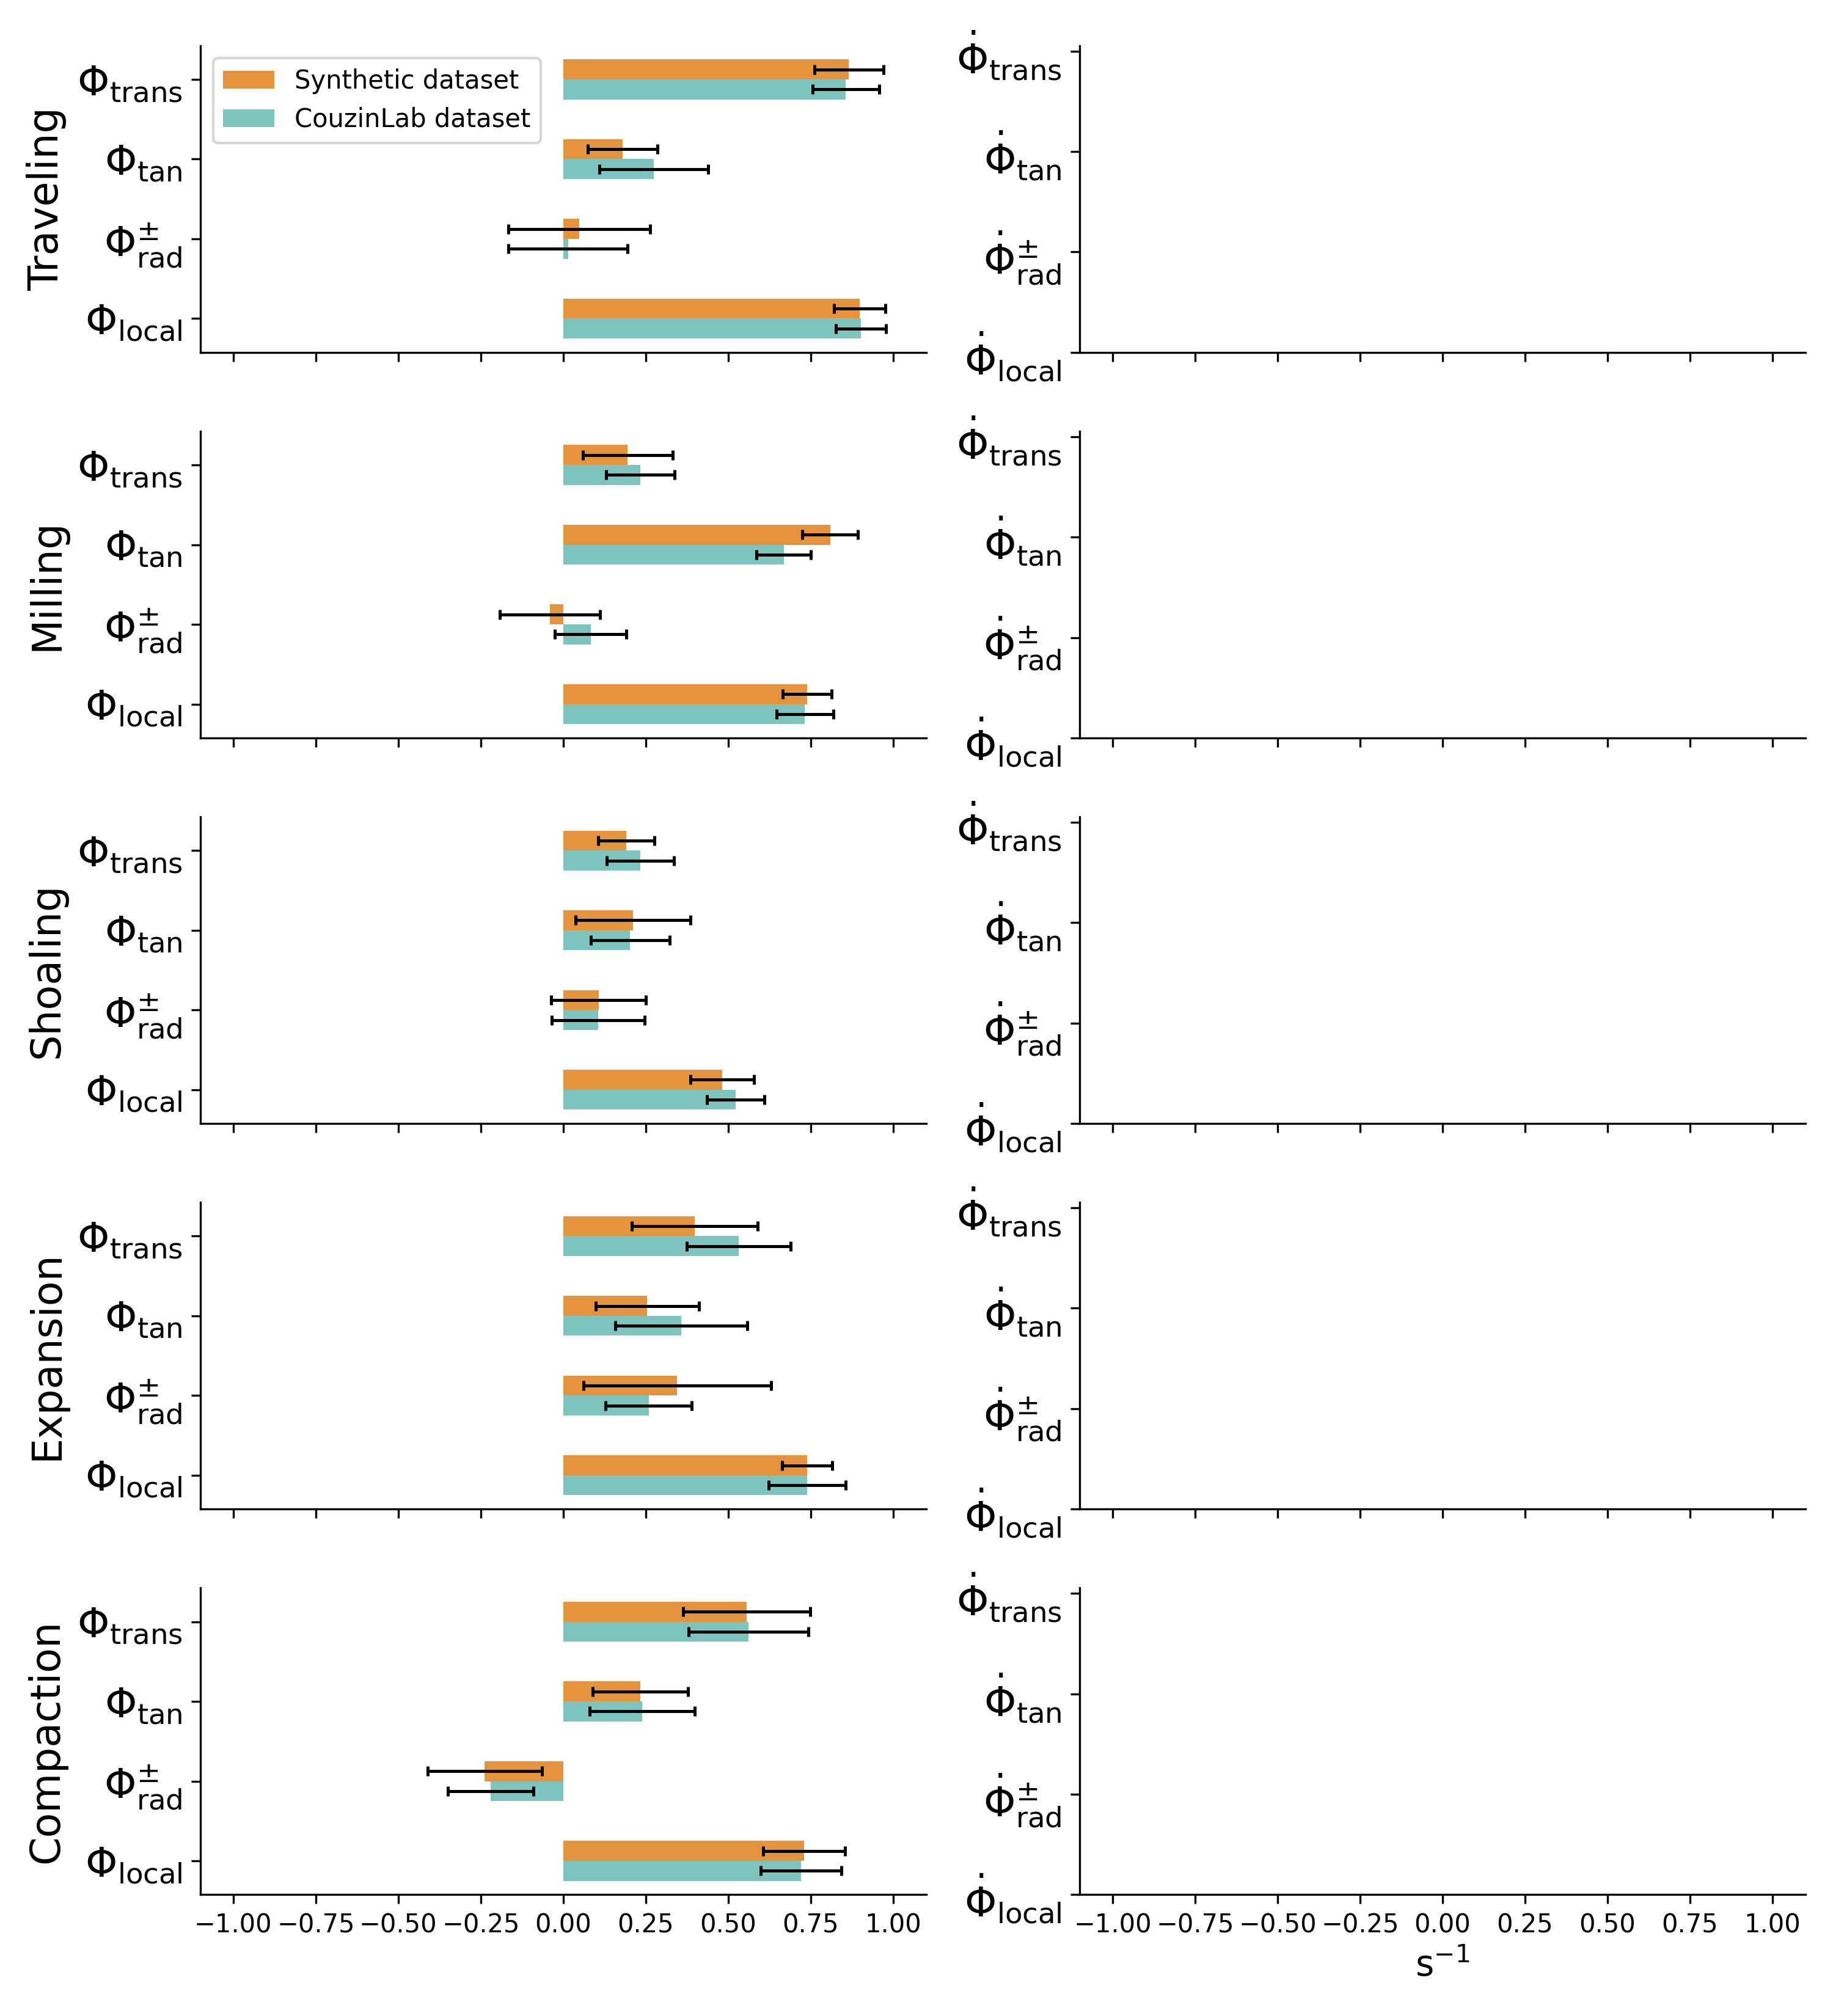 Traveling
Φtrans
Φtan
Φ±rad
Φlocal
Synthetic dataset
CouzinLab dataset
Φ̇trans
Φ̇tan
Φ̇±rad
Φ̇local
Milling
Φtrans
Φtan
Φ±rad
Φlocal
Φ̇trans
Φ̇tan
Φ̇±rad
Φ̇local
Shoaling
Φtrans
Φtan
Φ±rad
Φlocal
Φ̇trans
Φ̇tan
Φ̇±rad
Φ̇local
Expansion
Φtrans
Φtan
Φ±rad
Φlocal
Φ̇trans
Φ̇tan
Φ̇±rad
Φ̇local
Compaction
Φtrans
Φtan
Φ±rad
Φlocal
−1.00 −0.75 −0.50 −0.25 0.00 0.25 0.50 0.75 1.00
Φ̇trans
Φ̇tan
Φ̇±rad
Φ̇local
−1.00 −0.75 −0.50 −0.25 0.00 0.25 0.50 0.75 1.00
s⁻¹